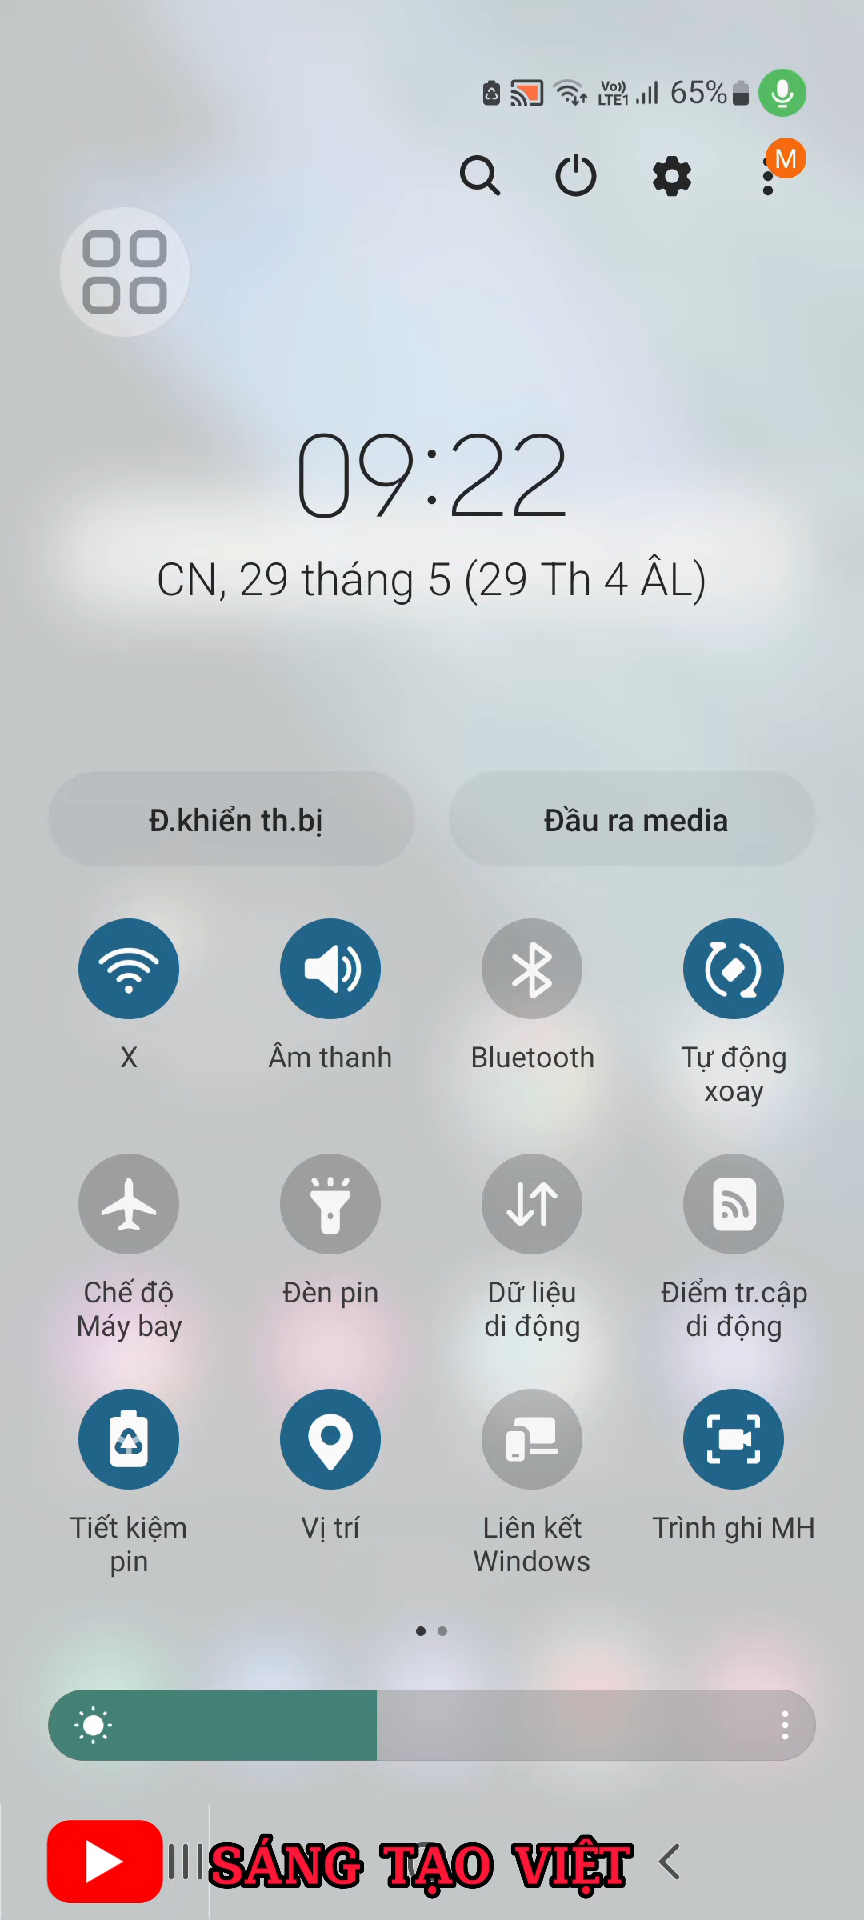 Vo)) LTE1 65%
M
09:22
CN, 29 tháng 5 (29 Th 4 ÂL)
Đ.khiển th.bị
Đầu ra media
X
Âm thanh
Bluetooth
Tự động
xoay
Chế độ
Máy bay
Đèn pin
Dữ liệu
di động
Điểm tr.cập
di động
Tiết kiệm
pin
Vị trí
Liên kết
Windows
Trình ghi MH
SÁNG TẠO VIỆT